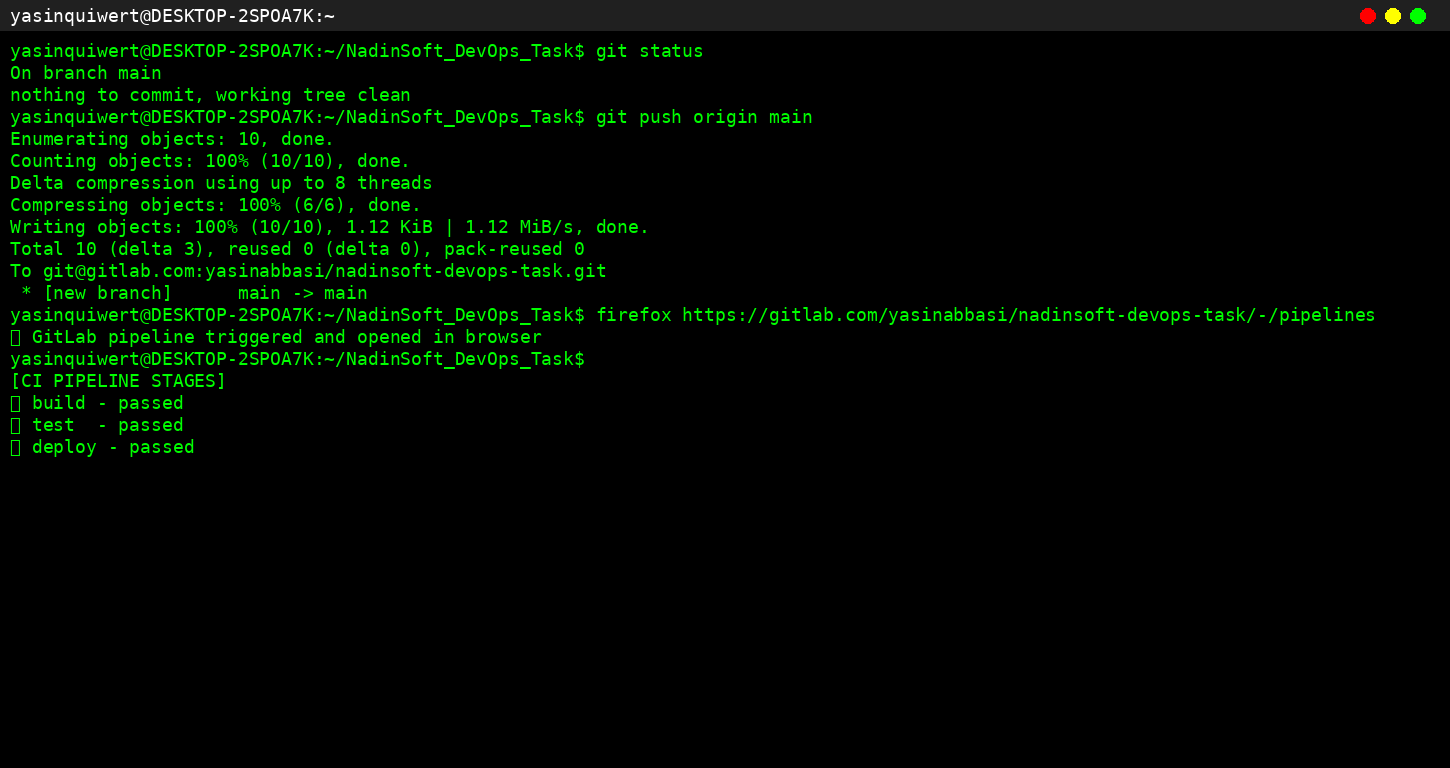 yasinquiwert@DESKTOP-2SPOA7K:~
yasinquiwert@DESKTOP-2SPOA7K:~/NadinSoft_DevOps_Task$ git status
On branch main
nothing to commit, working tree clean
yasinquiwert@DESKTOP-2SPOA7K:~/NadinSoft_DevOps_Task$ git push origin main
Enumerating objects: 10, done.
Counting objects: 100% (10/10), done.
Delta compression using up to 8 threads
Compressing objects: 100% (6/6), done.
Writing objects: 100% (10/10), 1.12 KiB | 1.12 MiB/s, done.
Total 10 (delta 3), reused 0 (delta 0), pack-reused 0
To git@gitlab.com:yasinabbasi/nadinsoft-devops-task.git
 * [new branch]      main -> main
yasinquiwert@DESKTOP-2SPOA7K:~/NadinSoft_DevOps_Task$ firefox https://gitlab.com/yasinabbasi/nadinsoft-devops-task/-/pipelines
▯ GitLab pipeline triggered and opened in browser
yasinquiwert@DESKTOP-2SPOA7K:~/NadinSoft_DevOps_Task$
[CI PIPELINE STAGES]
▯ build - passed
▯ test  - passed
▯ deploy - passed